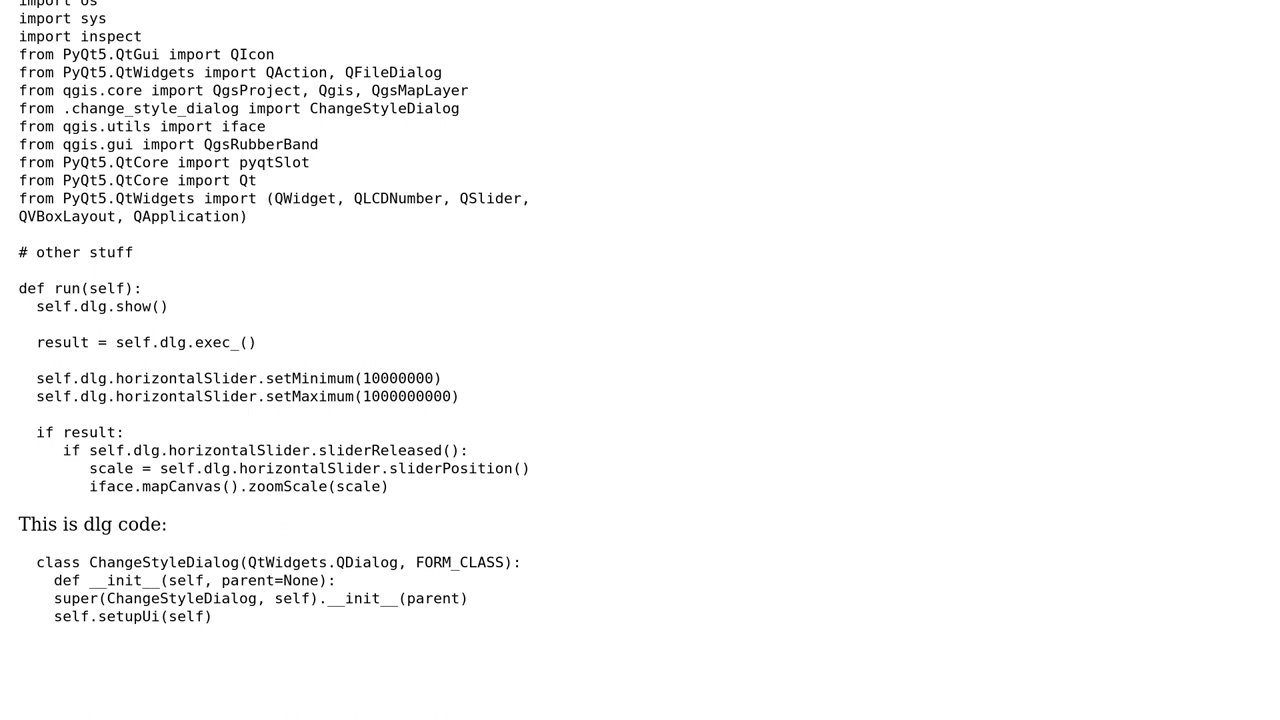 import os
import sys
import inspect
from PyQt5.QtGui import QIcon
from PyQt5.QtWidgets import QAction, QFileDialog
from qgis.core import QgsProject, Qgis, QgsMapLayer
from .change_style_dialog import ChangeStyleDialog
from qgis.utils import iface
from qgis.gui import QgsRubberBand
from PyQt5.QtCore import pyqtSlot
from PyQt5.QtCore import Qt
from PyQt5.QtWidgets import (QWidget, QLCDNumber, QSlider,
QVBoxLayout, QApplication)

# other stuff

def run(self):
  self.dlg.show()

  result = self.dlg.exec_()

  self.dlg.horizontalSlider.setMinimum(10000000)
  self.dlg.horizontalSlider.setMaximum(1000000000)

  if result:
     if self.dlg.horizontalSlider.sliderReleased():
        scale = self.dlg.horizontalSlider.sliderPosition()
        iface.mapCanvas().zoomScale(scale)

This is dlg code:

  class ChangeStyleDialog(QtWidgets.QDialog, FORM_CLASS):
    def __init__(self, parent=None):
    super(ChangeStyleDialog, self).__init__(parent)
    self.setupUi(self)